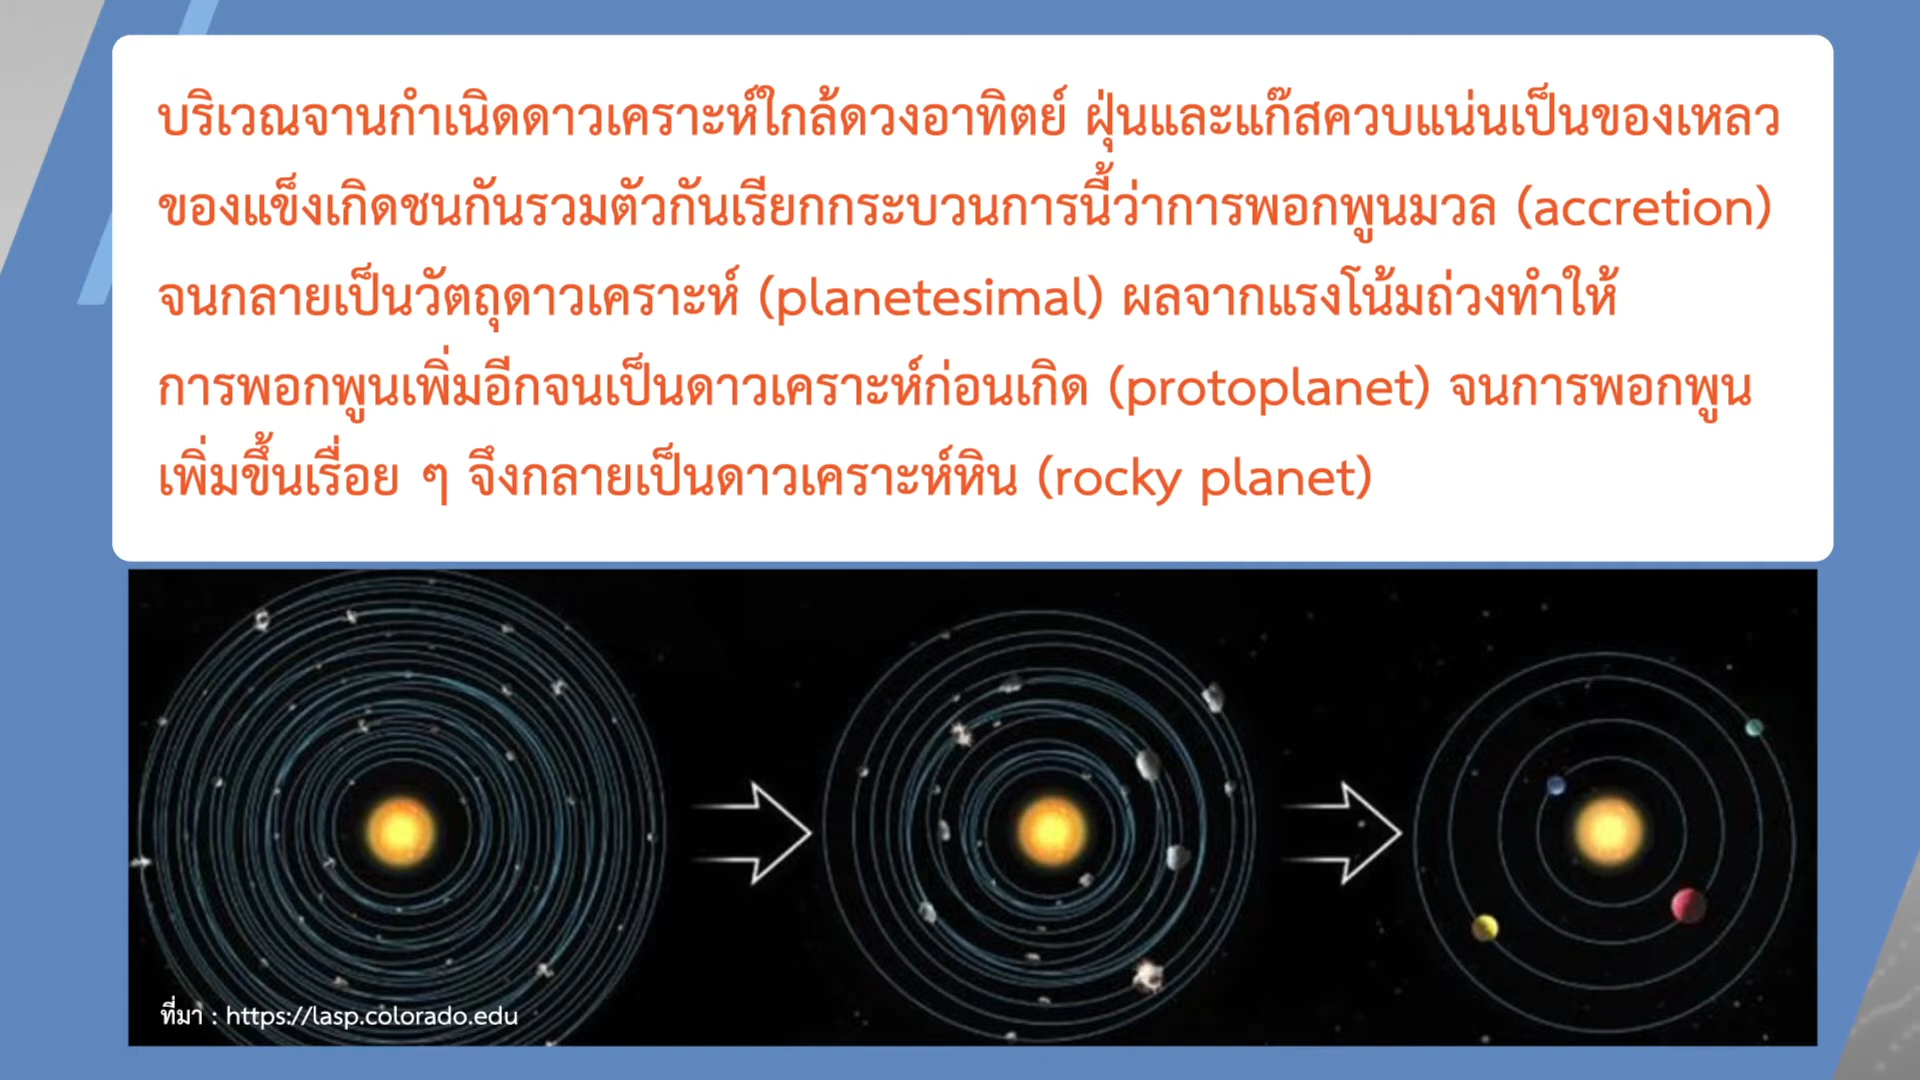 บริเวณจานกำเนิดดาวเคราะห์ใกล้ดวงอาทิตย์ ฝุ่นและแก๊สควบแน่นเป็นของเหลว
ของแข็งเกิดชนกันรวมตัวกันเรียกกระบวนการนี้ว่าการพอกพูนมวล (accretion)
จนกลายเป็นวัตถุดาวเคราะห์ (planetesimal) ผลจากแรงโน้มถ่วงทำให้
การพอกพูนเพิ่มอีกจนเป็นดาวเคราะห์ก่อนเกิด (protoplanet) จนการพอกพูน
เพิ่มขึ้นเรื่อย ๆ จึงกลายเป็นดาวเคราะห์หิน (rocky planet)
ที่มา : https://lasp.colorado.edu